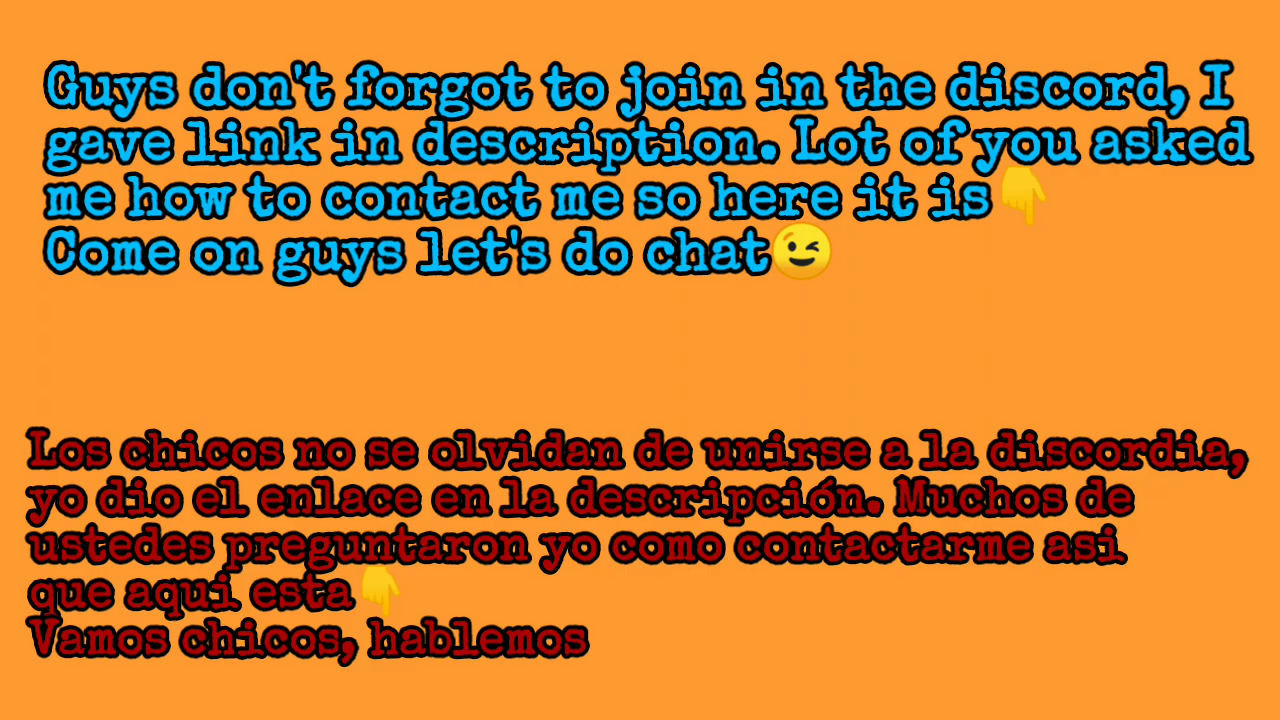 Guys don't forgot to join in the discord, I
gave link in description. Lot of you asked
me how to contact me so here it is👇
Come on guys let's do chat😉
Los chicos no se olvidan de unirse a la discordia,
yo dio el enlace en la descripción. Muchos de
ustedes preguntaron yo como contactarme asi
que aqui esta👇
Vamos chicos, hablemos